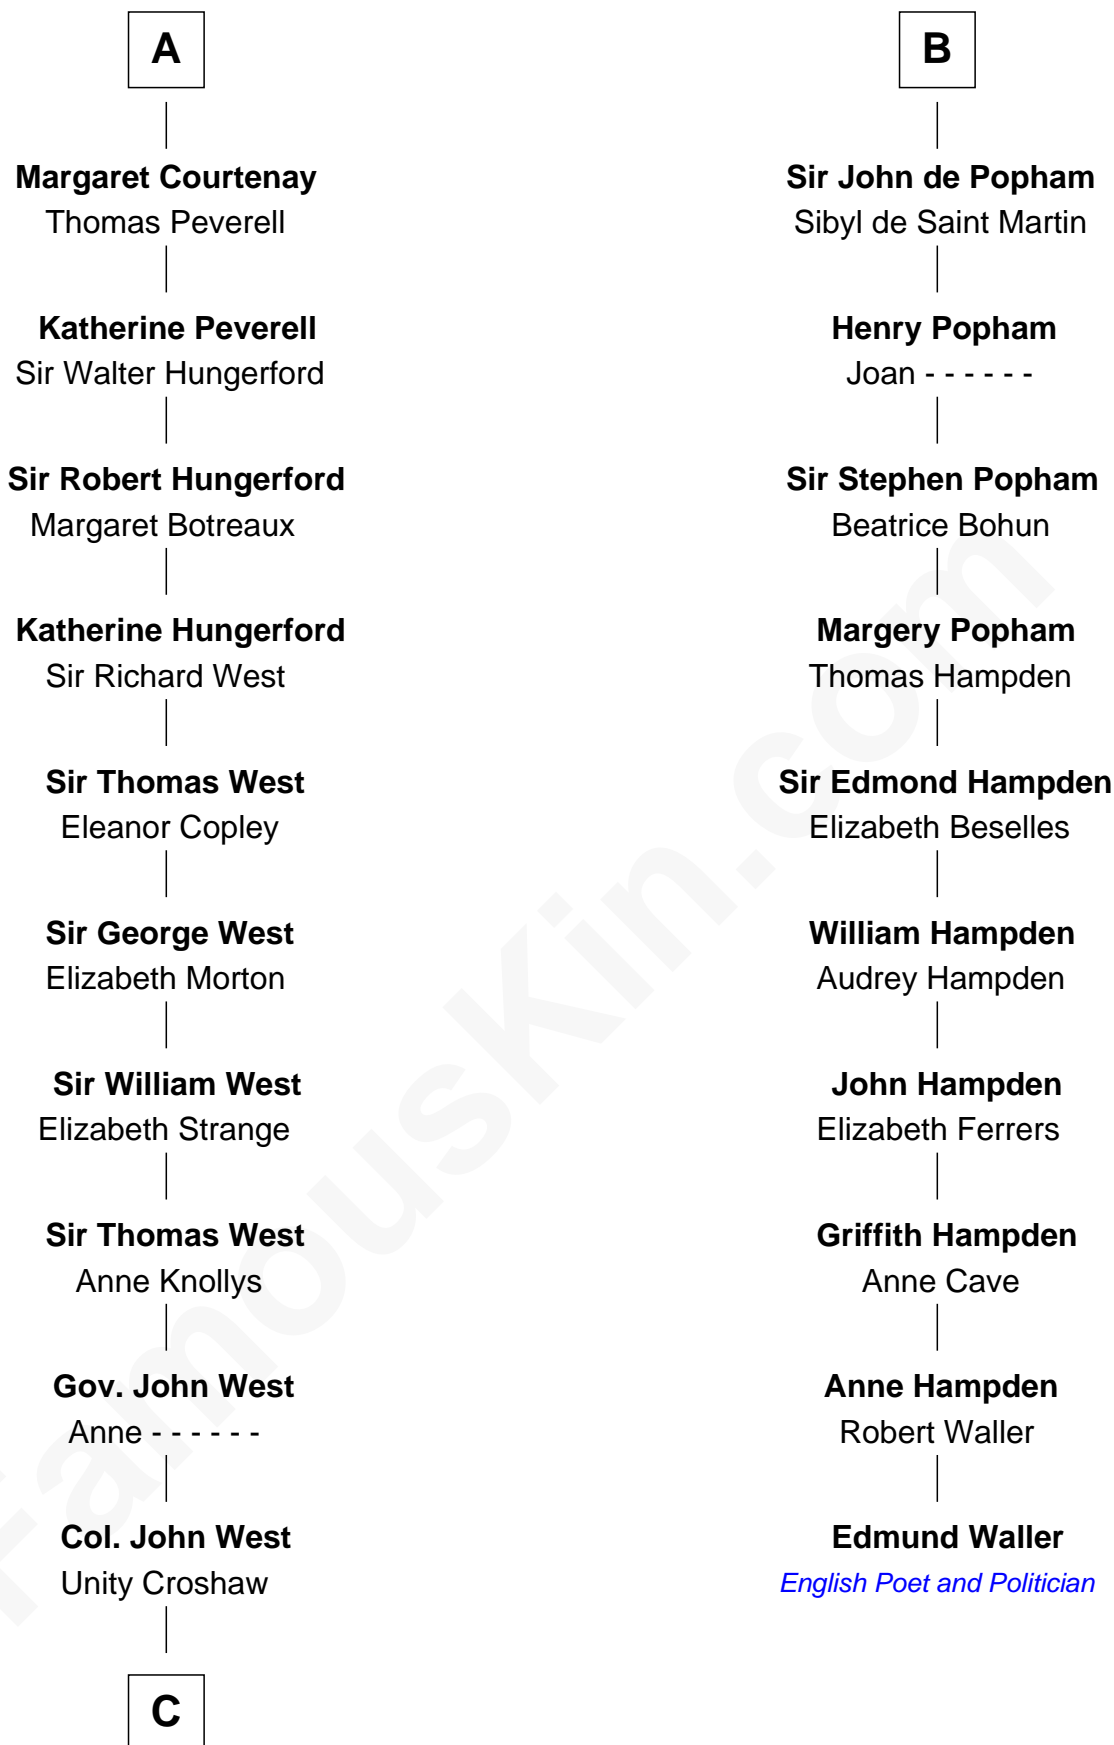 A
Margaret Courtenay
Thomas Peverell
Katherine Peverell
Sir Walter Hungerford
Sir Robert Hungerford
Margaret Botreaux
Katherine Hungerford
Sir Richard West
Sir Thomas West
Eleanor Copley
Sir George West
Elizabeth Morton
Sir William West
Elizabeth Strange
Sir Thomas West
Anne Knollys
Gov. John West
Anne - - - - - -
Col. John West
Unity Croshaw
C
B
Sir John de Popham
Sibyl de Saint Martin
Henry Popham
Joan - - - - - -
Sir Stephen Popham
Beatrice Bohun
Margery Popham
Thomas Hampden
Sir Edmond Hampden
Elizabeth Beselles
William Hampden
Audrey Hampden
John Hampden
Elizabeth Ferrers
Griffith Hampden
Anne Cave
Anne Hampden
Robert Waller
Edmund Waller
English Poet and Politician
FamousKin.com